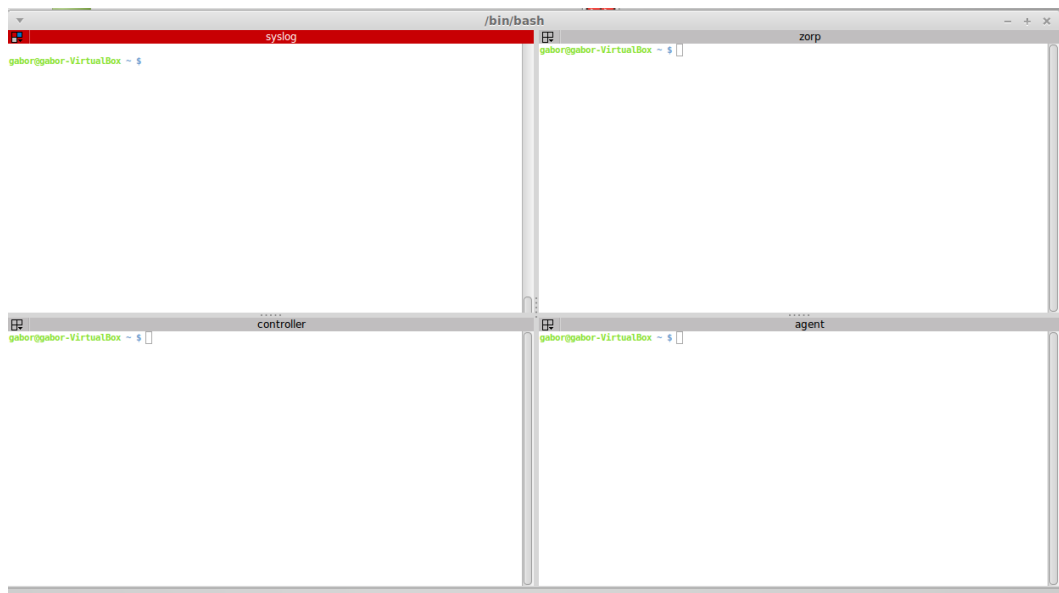 /bin/bash
syslog
gabor@gabor-VirtualBox ~ $
zorp
gabor@gabor-VirtualBox ~ $
controller
gabor@gabor-VirtualBox ~ $
agent
gabor@gabor-VirtualBox ~ $